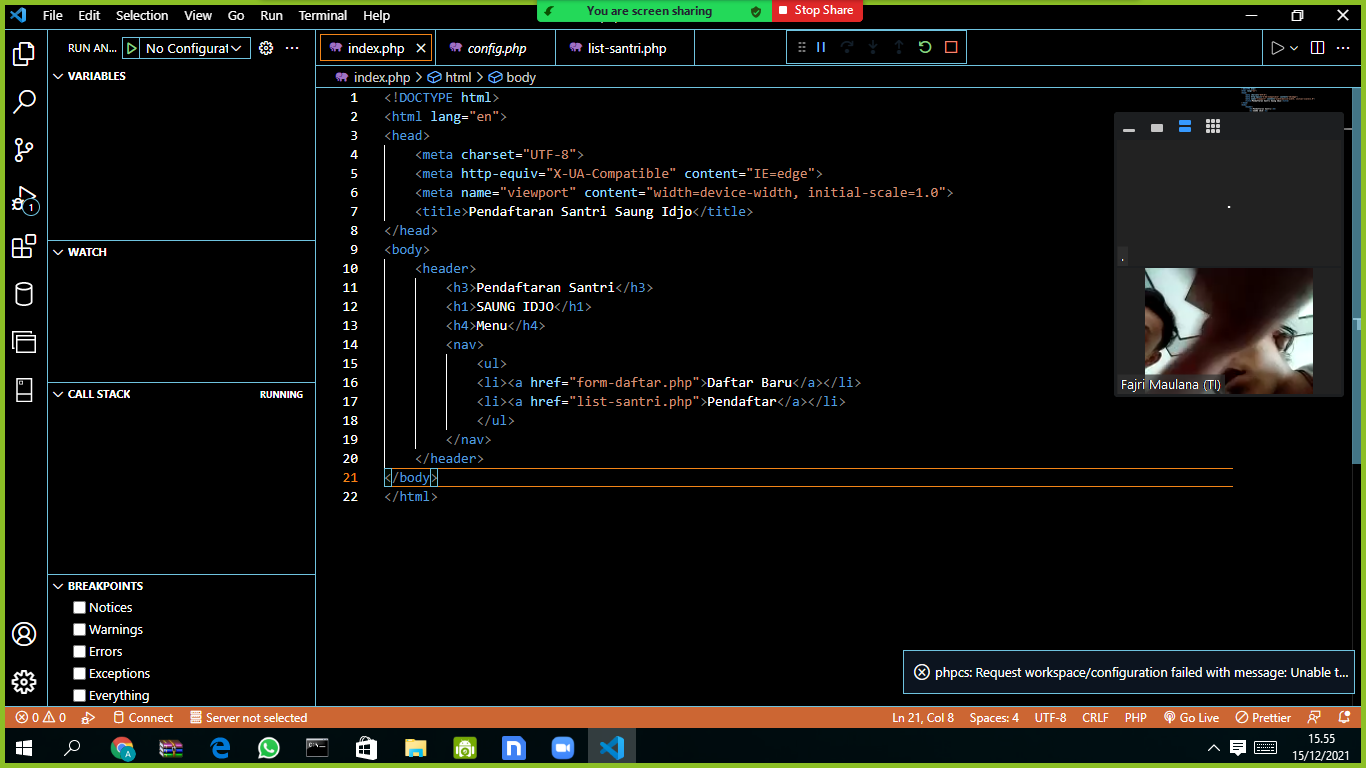 You are screen sharing Stop Share
File Edit Selection View Go Run Terminal Help
RUN AN... No Configurat
index.php config.php list-santri.php
VARIABLES
index.php > html > body
1 <!DOCTYPE html>
2 <html lang="en">
3 <head>
4 <meta charset="UTF-8">
5 <meta http-equiv="X-UA-Compatible" content="IE=edge">
6 <meta name="viewport" content="width=device-width, initial-scale=1.0">
7 <title>Pendaftaran Santri Saung Idjo</title>
8 </head>
9 <body>
10 <header>
11 <h3>Pendaftaran Santri</h3>
12 <h1>SAUNG IDJO</h1>
13 <h4>Menu</h4>
14 <nav>
15 <ul>
16 <li><a href="form-daftar.php">Daftar Baru</a></li>
17 <li><a href="list-santri.php">Pendaftar</a></li>
18 </ul>
19 </nav>
20 </header>
21 </body>
22 </html>
1
WATCH
CALL STACK RUNNING
BREAKPOINTS
Notices
Warnings
Errors
Exceptions
Everything
.
.
Fajri Maulana (TI)
phpcs: Request workspace/configuration failed with message: Unable t...
0 0 Connect Server not selected Ln 21, Col 8 Spaces: 4 UTF-8 CRLF PHP Go Live Prettier
15.55
15/12/2021